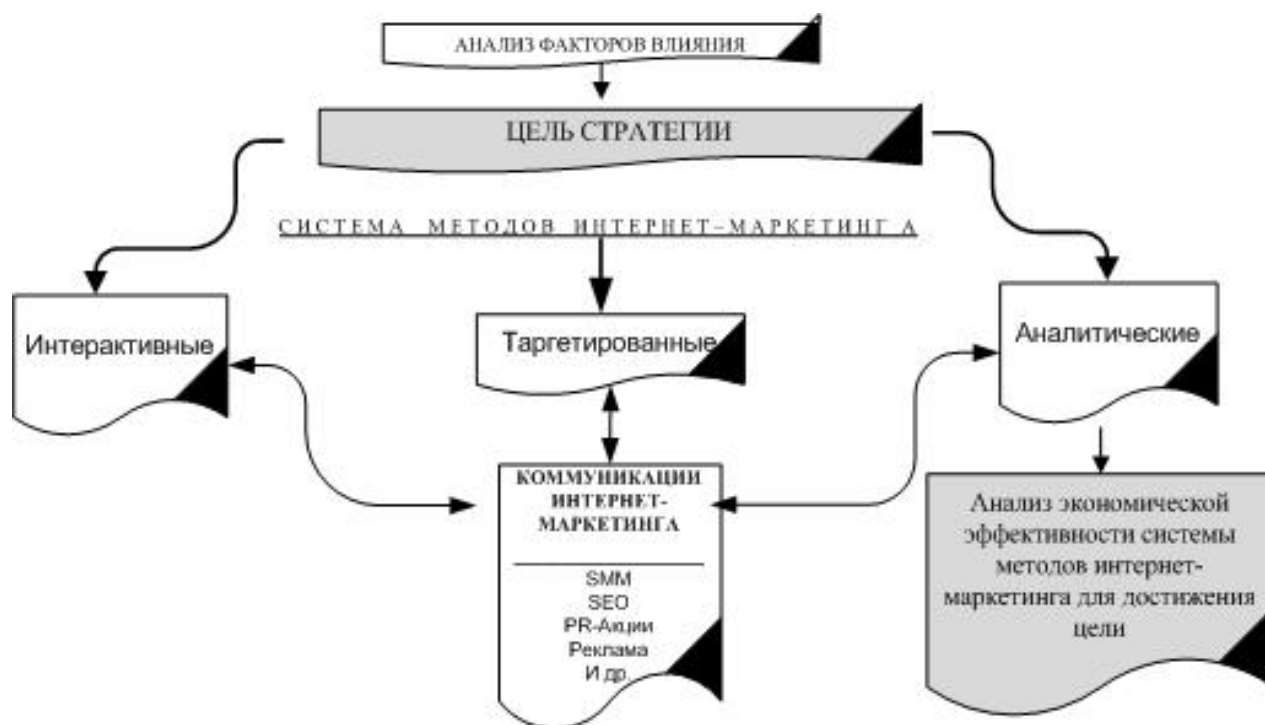 АНАЛИЗ ФАКТОРОВ ВЛИЯНИЯ
ЦЕЛЬ СТРАТЕГИИ
СИСТЕМА МЕТОДОВ ИНТЕРНЕТ–МАРКЕТИНГ А
Интерактивные
Таргетированные
Аналитические
КОММУНИКАЦИИ
ИНТЕРНЕТ-
МАРКЕТИНГА
SMM
SEO
PR-Акции
Реклама
И др.
Анализ экономической
эффективности системы
методов интернет-
маркетинга для достижения
цели